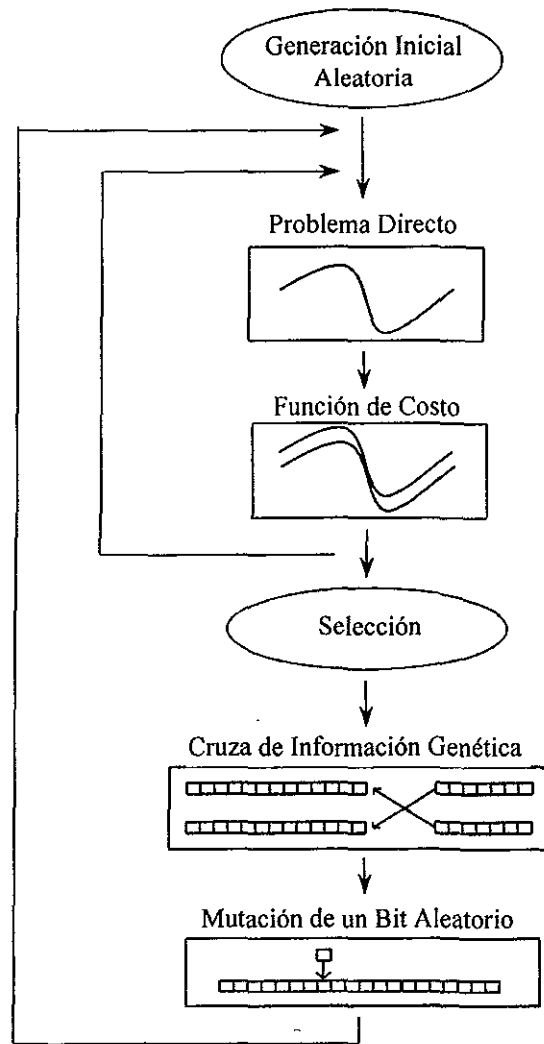 Generación Inicial
Aleatoria
Problema Directo
Función de Costo
Selección
Cruza de Información Genética
Mutación de un Bit Aleatorio